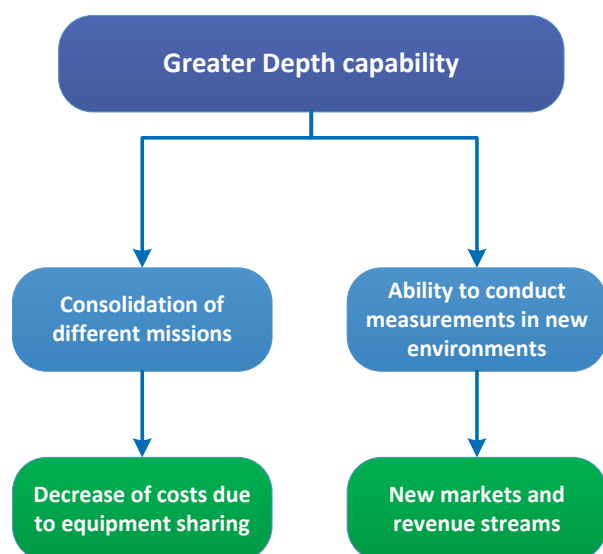 Greater Depth capability
Consolidation of
different missions
Ability to conduct
measurements in new
environments
Decrease of costs due
to equipment sharing
New markets and
revenue streams